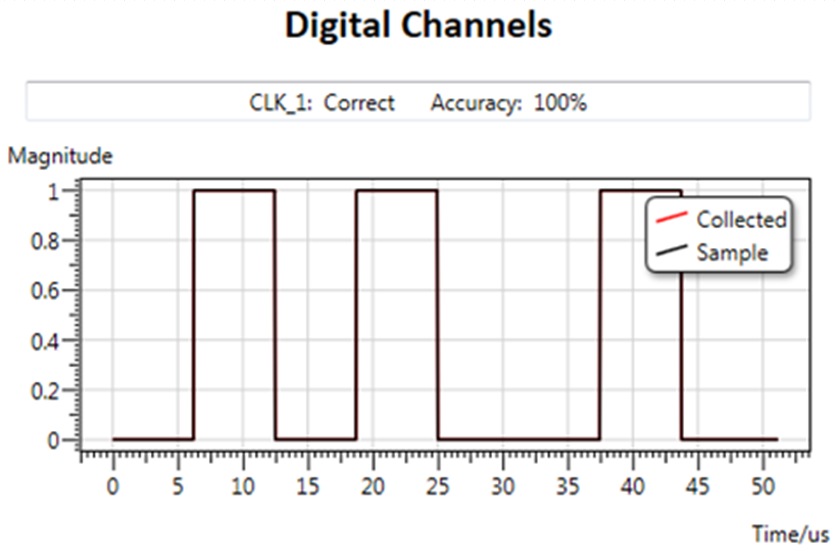 Digital Channels
CLK_1: Correct Accuracy: 100%
Magnitude
1
0.8
0.6
0.4
0.2
0
Collected
Sample
0 5 10 15 20 25 30 35 40 45 50
Time/us